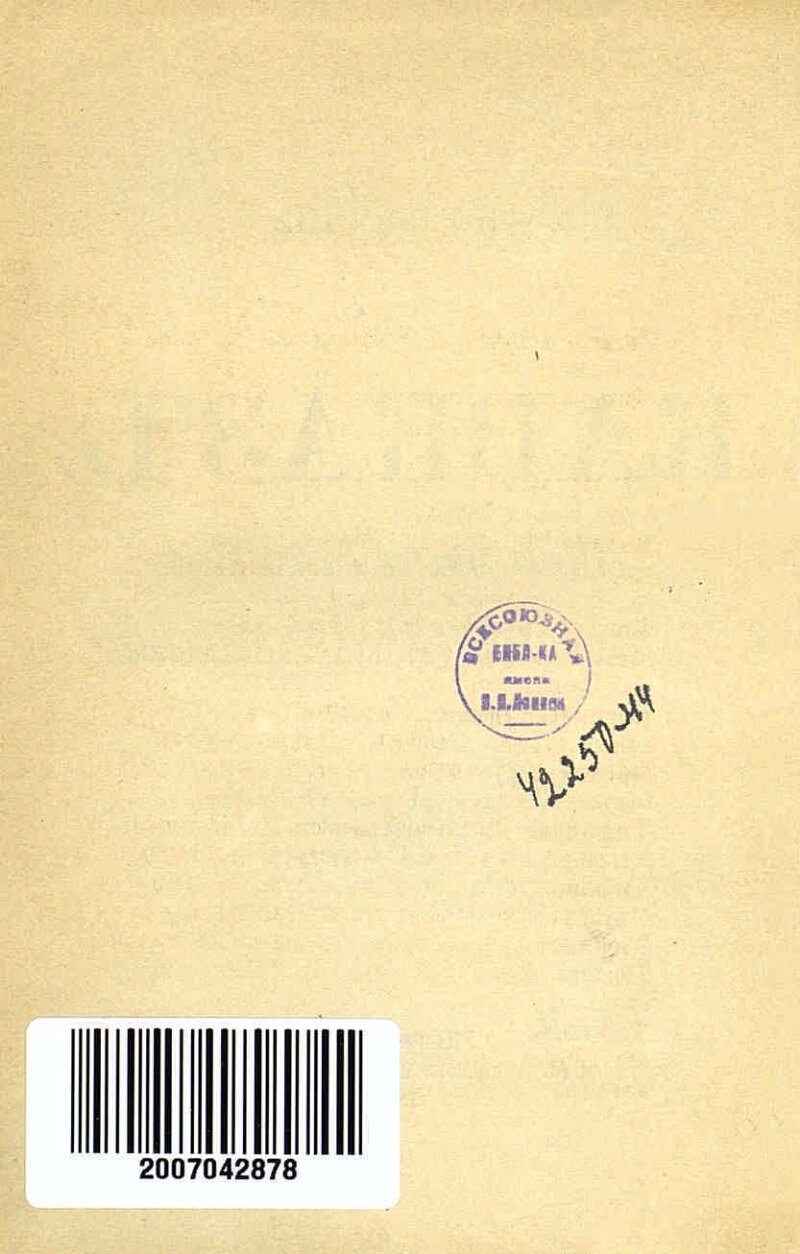 ВСЕСОЮЗНАЯ
БИБЛ-КА
имени
В.И.Ленина
42250-44
2007042878